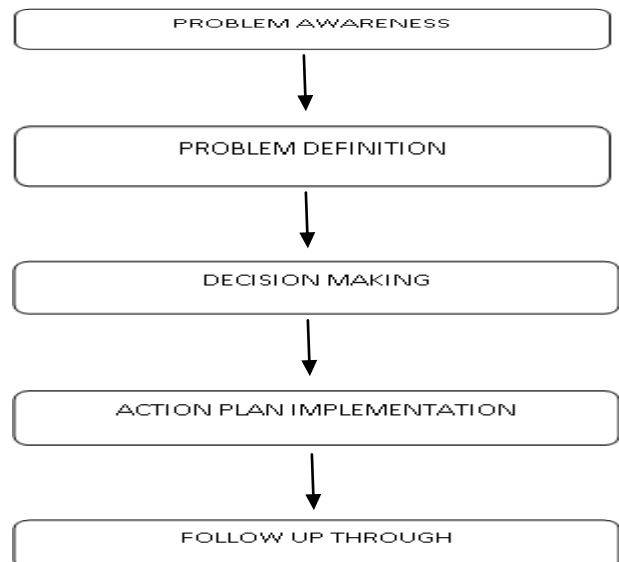 PROBLEM AWARENESS
PROBLEM DEFINITION
DECISION MAKING
ACTION PLAN IMPLEMENTATION
FOLLOW UP THROUGH